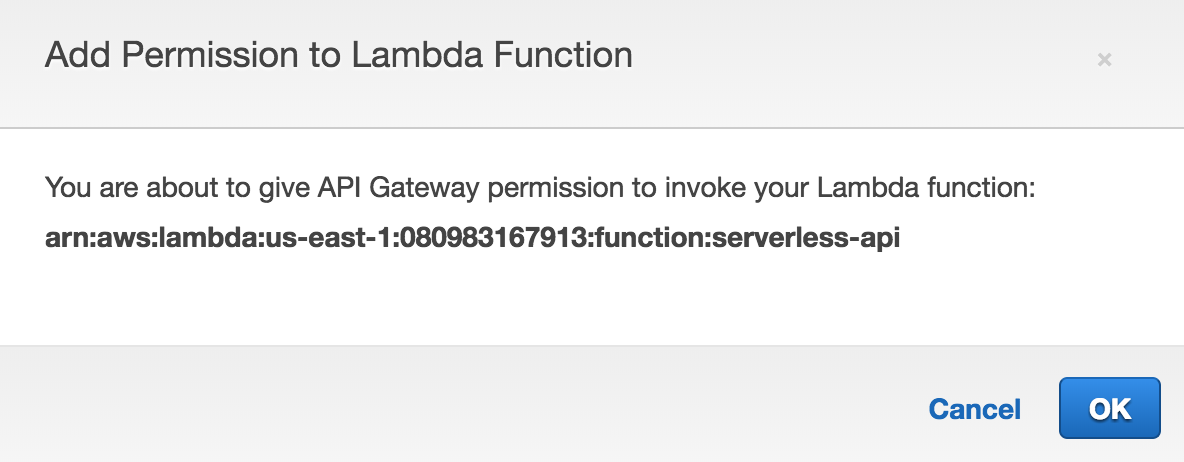 Add Permission to Lambda Function
×
You are about to give API Gateway permission to invoke your Lambda function:
arn:aws:lambda:us-east-1:080983167913:function:serverless-api
Cancel
OK